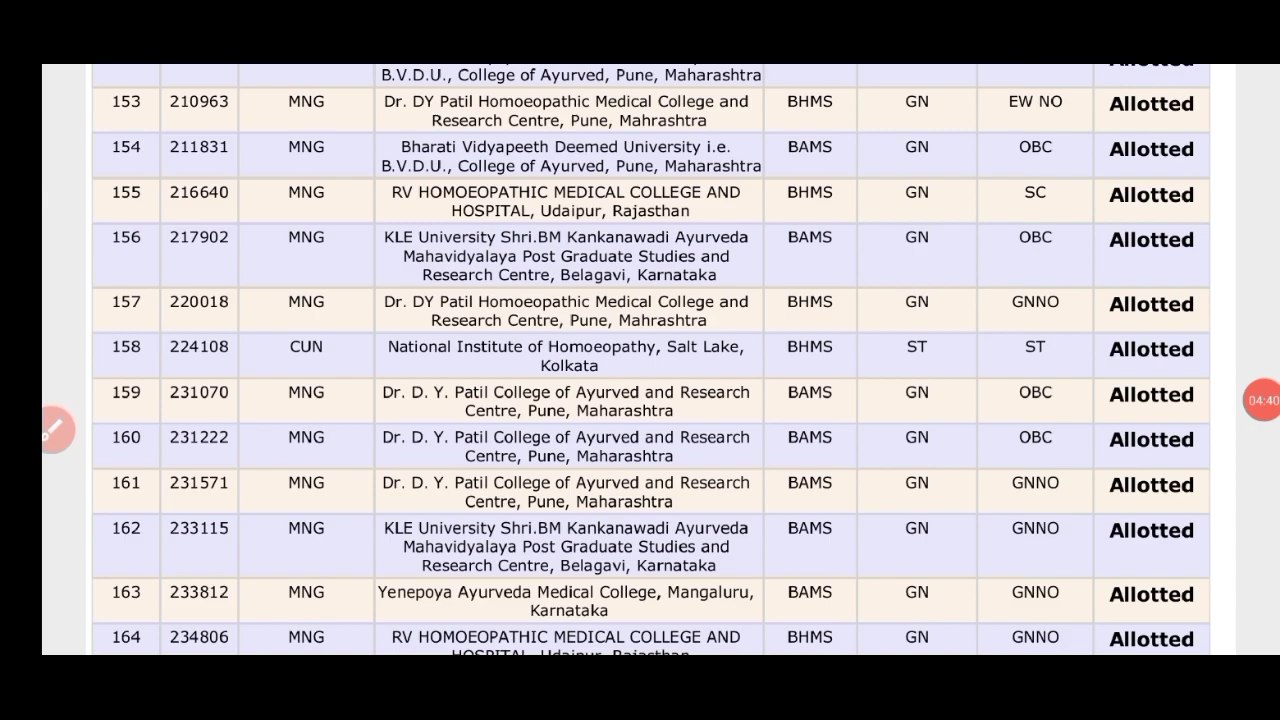 B.V.D.U., College of Ayurved, Pune, Maharashtra Allotted
153 210963 MNG Dr. DY Patil Homoeopathic Medical College and BHMS GN EW NO Allotted
Research Centre, Pune, Mahrashtra
154 211831 MNG Bharati Vidyapeeth Deemed University i.e. BAMS GN OBC Allotted
B.V.D.U., College of Ayurved, Pune, Maharashtra
155 216640 MNG RV HOMOEOPATHIC MEDICAL COLLEGE AND BHMS GN SC Allotted
HOSPITAL, Udaipur, Rajasthan
156 217902 MNG KLE University Shri.BM Kankanawadi Ayurveda BAMS GN OBC Allotted
Mahavidyalaya Post Graduate Studies and
Research Centre, Belagavi, Karnataka
157 220018 MNG Dr. DY Patil Homoeopathic Medical College and BHMS GN GNNO Allotted
Research Centre, Pune, Mahrashtra
158 224108 CUN National Institute of Homoeopathy, Salt Lake, BHMS ST ST Allotted
Kolkata
159 231070 MNG Dr. D. Y. Patil College of Ayurved and Research BAMS GN OBC Allotted
Centre, Pune, Maharashtra
160 231222 MNG Dr. D. Y. Patil College of Ayurved and Research BAMS GN OBC Allotted
Centre, Pune, Maharashtra
161 231571 MNG Dr. D. Y. Patil College of Ayurved and Research BAMS GN GNNO Allotted
Centre, Pune, Maharashtra
162 233115 MNG KLE University Shri.BM Kankanawadi Ayurveda BAMS GN GNNO Allotted
Mahavidyalaya Post Graduate Studies and
Research Centre, Belagavi, Karnataka
163 233812 MNG Yenepoya Ayurveda Medical College, Mangaluru, BAMS GN GNNO Allotted
Karnataka
164 234806 MNG RV HOMOEOPATHIC MEDICAL COLLEGE AND BHMS GN GNNO Allotted
HOSPITAL, Udaipur, Rajasthan
04:40